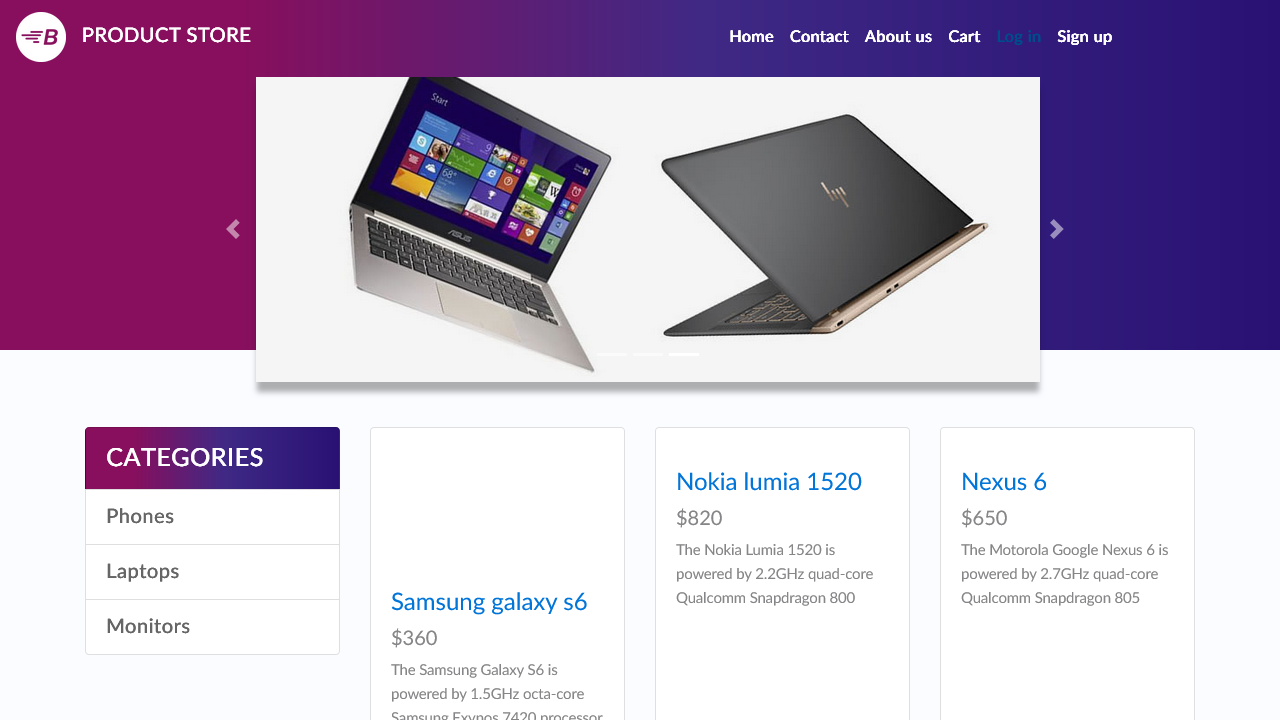 B PRODUCT STORE
Home Contact About us Cart Log in Sign up
Start
68°
ASUS
CATEGORIES
Phones
Laptops
Monitors
Samsung galaxy s6
$360
The Samsung Galaxy S6 is
powered by 1.5GHz octa-core
Samsung Exynos 7420 processor
Nokia lumia 1520
$820
The Nokia Lumia 1520 is
powered by 2.2GHz quad-core
Qualcomm Snapdragon 800
Nexus 6
$650
The Motorola Google Nexus 6 is
powered by 2.7GHz quad-core
Qualcomm Snapdragon 805